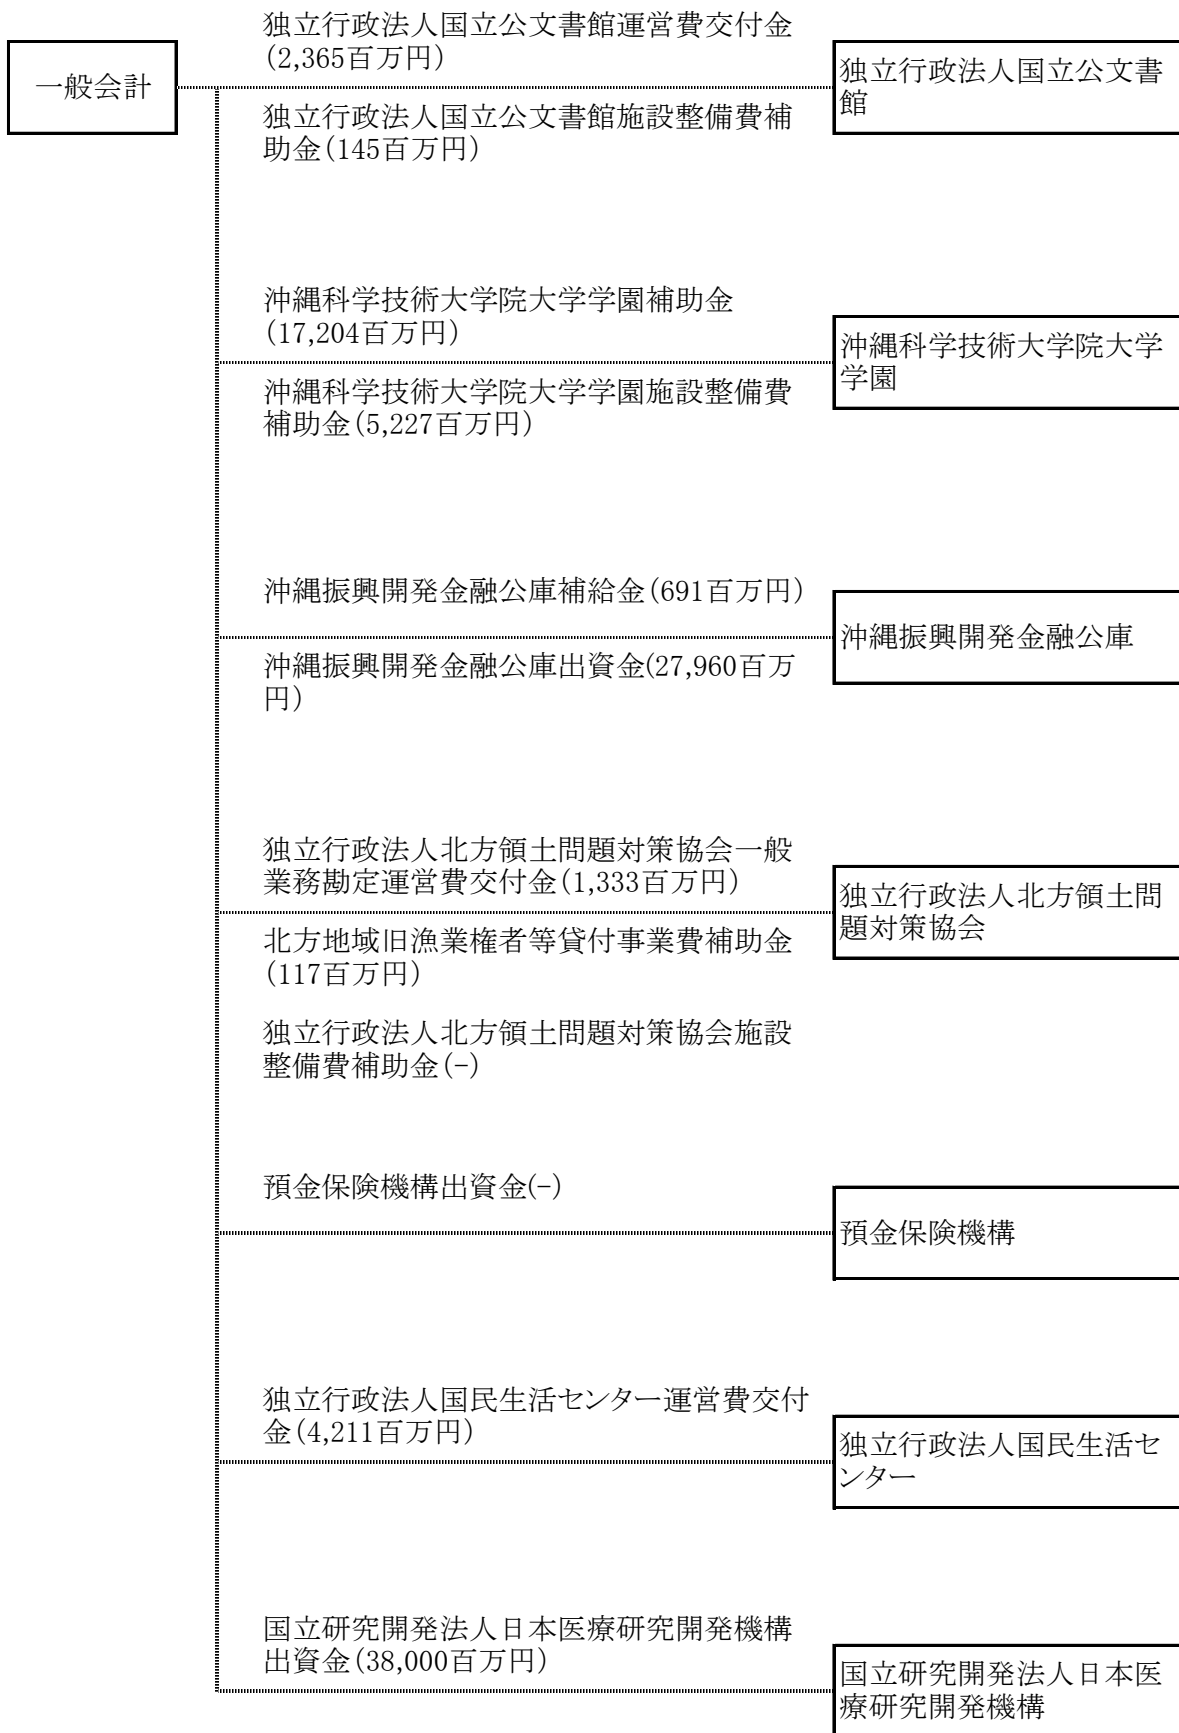 一般会計
独立行政法人国立公文書館運営費交付金
(2,365百万円)
独立行政法人国立公文書館施設整備費補
助金(145百万円)
独立行政法人国立公文書
館
沖縄科学技術大学院大学学園補助金
(17,204百万円)
沖縄科学技術大学院大学学園施設整備費
補助金(5,227百万円)
沖縄科学技術大学院大学
学園
沖縄振興開発金融公庫補給金(691百万円)
沖縄振興開発金融公庫出資金(27,960百万
円)
沖縄振興開発金融公庫
独立行政法人北方領土問題対策協会一般
業務勘定運営費交付金(1,333百万円)
北方地域旧漁業権者等貸付事業費補助金
(117百万円)
独立行政法人北方領土問題対策協会施設
整備費補助金(-)
独立行政法人北方領土問
題対策協会
預金保険機構出資金(-)
預金保険機構
独立行政法人国民生活センター運営費交付
金(4,211百万円)
独立行政法人国民生活セ
ンター
国立研究開発法人日本医療研究開発機構
出資金(38,000百万円)
国立研究開発法人日本医
療研究開発機構